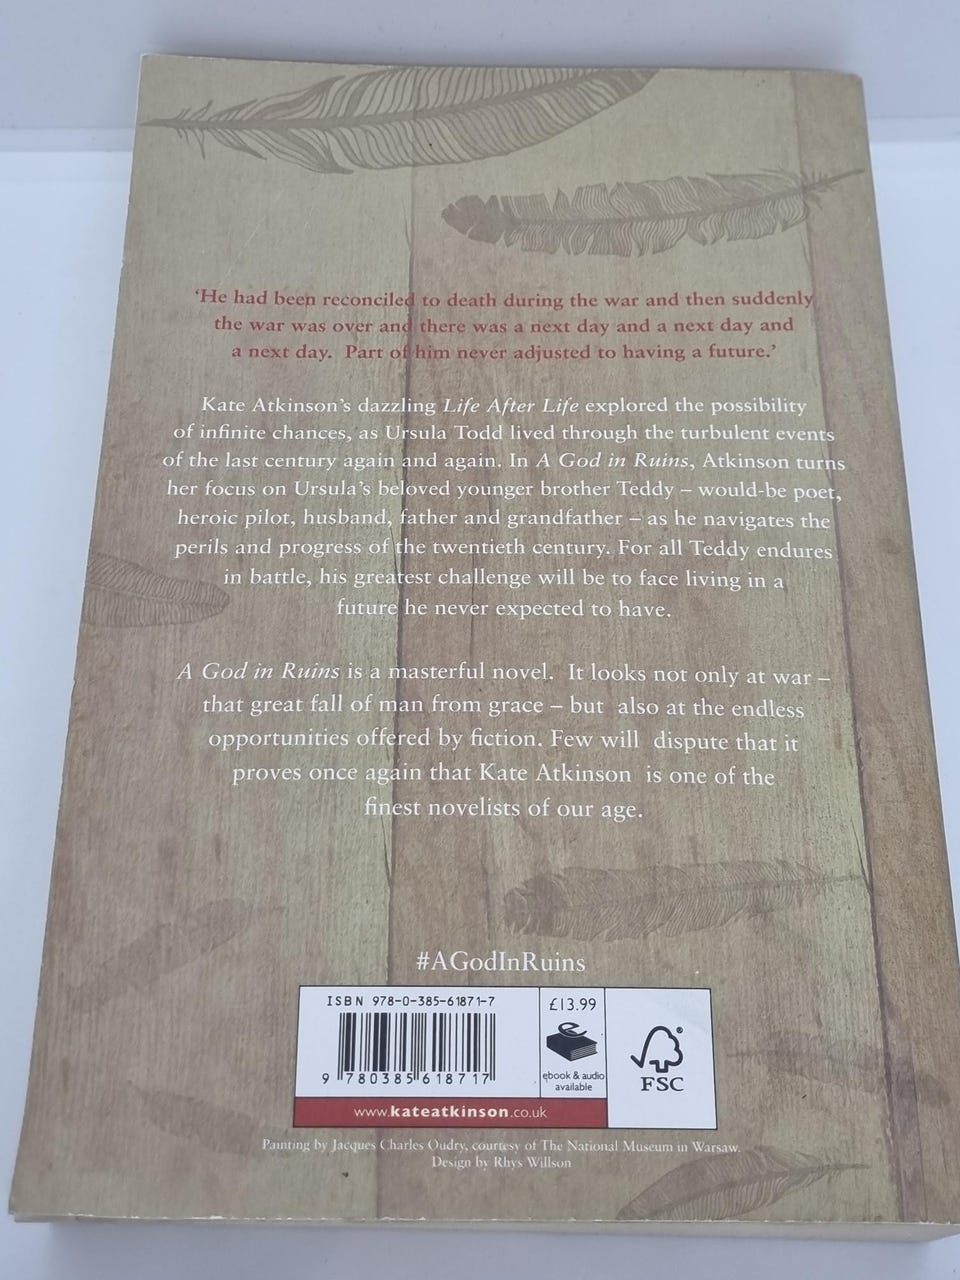 ‘He had been reconciled to death during the war and then suddenly
the war was over and there was a next day and a next day and
a next day. Part of him never adjusted to having a future.’
Kate Atkinson’s dazzling Life After Life explored the possibility
of infinite chances, as Ursula Todd lived through the turbulent events
of the last century again and again. In A God in Ruins, Atkinson turns
her focus on Ursula’s beloved younger brother Teddy – would-be poet,
heroic pilot, husband, father and grandfather – as he navigates the
perils and progress of the twentieth century. For all Teddy endures
in battle, his greatest challenge will be to face living in a
future he never expected to have.
A God in Ruins is a masterful novel. It looks not only at war –
that great fall of man from grace – but also at the endless
opportunities offered by fiction. Few will dispute that it
proves once again that Kate Atkinson is one of the
finest novelists of our age.
#AGodInRuins
ISBN 978-0-385-61871-7
9 780385 618717
£13.99
e
ebook & audio
available
®
FSC
www.kateatkinson.co.uk
Painting by Jacques Charles Oudry, courtesy of The National Museum in Warsaw.
Design by Rhys Willson